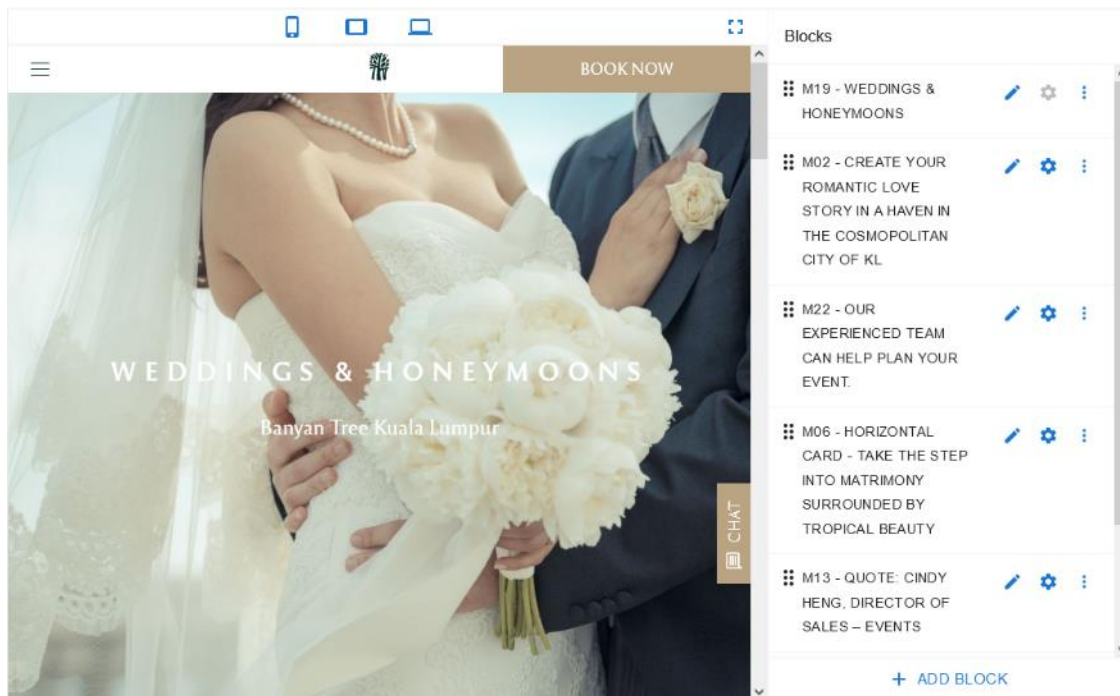 Blocks
BOOK NOW
M19 - WEDDINGS &
HONEYMOONS
M02 - CREATE YOUR
ROMANTIC LOVE
STORY IN A HAVEN IN
THE COSMOPOLITAN
CITY OF KL
M22 - OUR
EXPERIENCED TEAM
CAN HELP PLAN YOUR
EVENT.
WEDDINGS & HONEYMOONS
Banyan Tree Kuala Lumpur
M06 - HORIZONTAL
CARD - TAKE THE STEP
INTO MATRIMONY
SURROUNDED BY
TROPICAL BEAUTY
CHAT
M13 - QUOTE: CINDY
HENG, DIRECTOR OF
SALES – EVENTS
+ ADD BLOCK